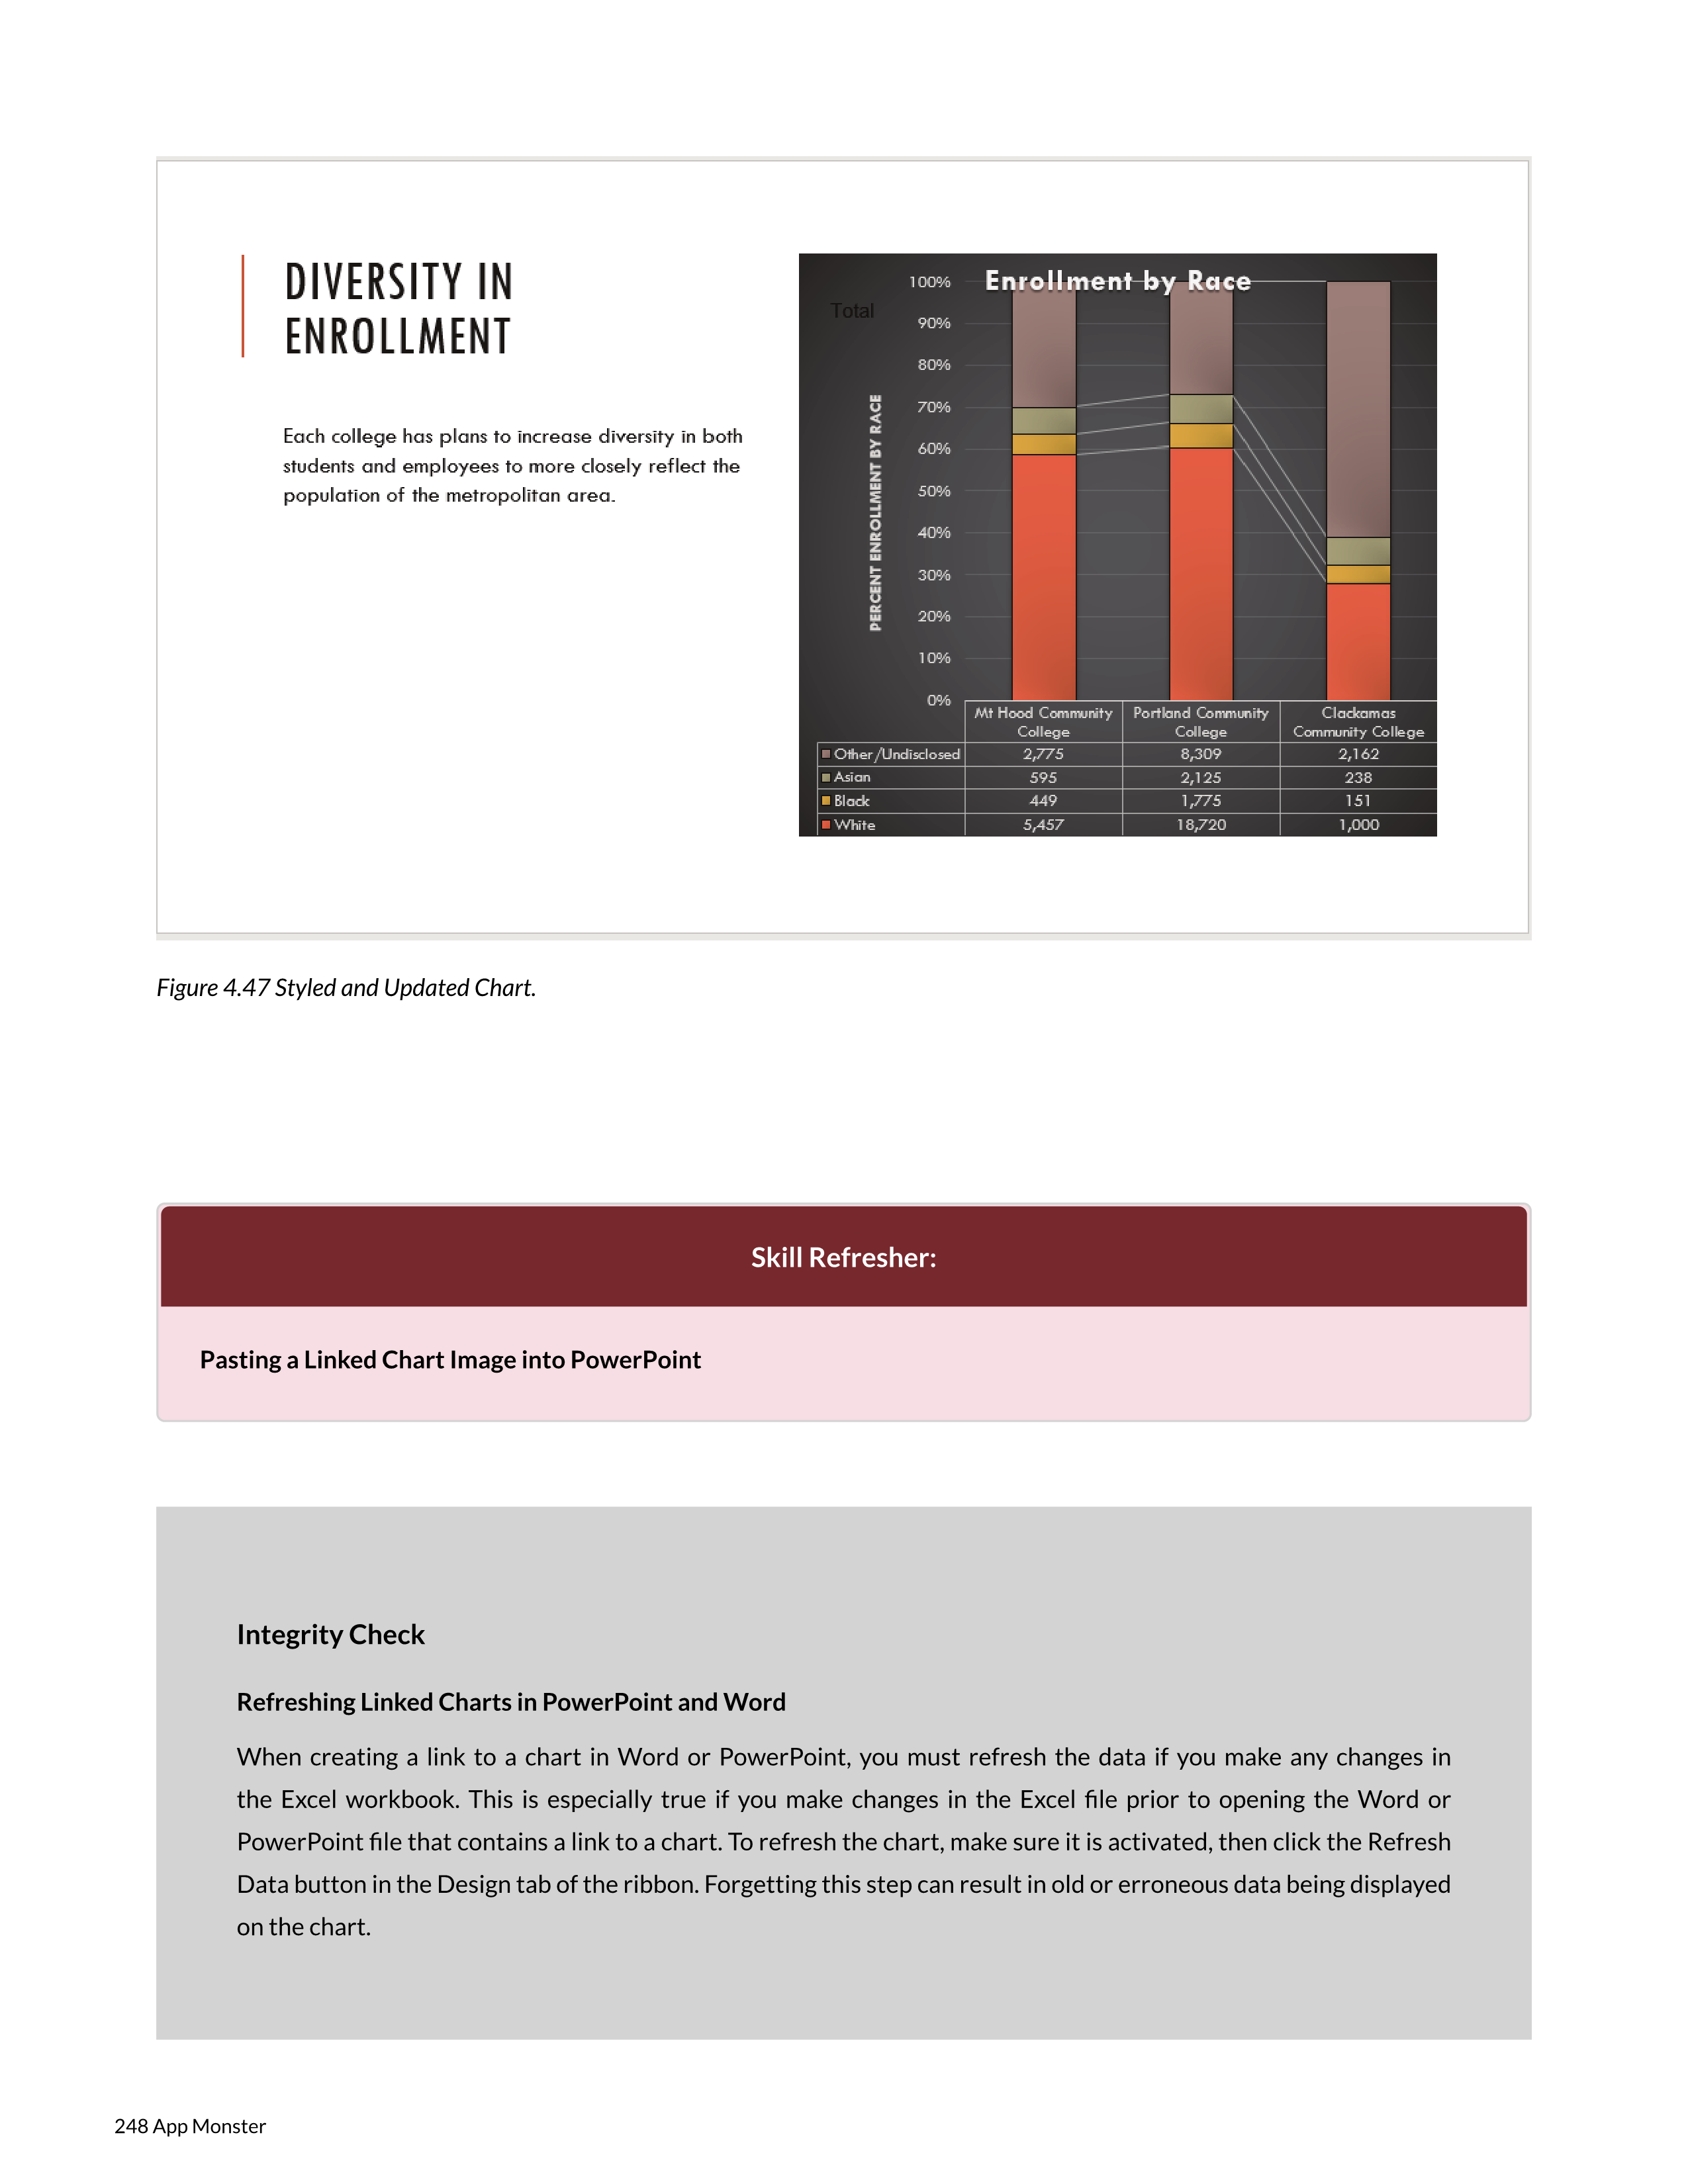 DIVERSITY IN
ENROLLMENT
Each college has plans to increase diversity in both
students and employees to more closely reflect the
population of the metropolitan area.
Enrollment by Race
Total
PERCENT ENROLLMENT BY RACE
100%
90%
80%
70%
60%
50%
40%
30%
20%
10%
0%
Mt Hood Community College Portland Community College Clackamas Community College
Other/Undisclosed 2,775 8,309 2,162
Asian 595 2,125 238
Black 449 1,775 151
White 5,457 18,720 1,000
Figure 4.47 Styled and Updated Chart.
Skill Refresher:
Pasting a Linked Chart Image into PowerPoint
Integrity Check
Refreshing Linked Charts in PowerPoint and Word
When creating a link to a chart in Word or PowerPoint, you must refresh the data if you make any changes in
the Excel workbook. This is especially true if you make changes in the Excel file prior to opening the Word or
PowerPoint file that contains a link to a chart. To refresh the chart, make sure it is activated, then click the Refresh
Data button in the Design tab of the ribbon. Forgetting this step can result in old or erroneous data being displayed
on the chart.
248 App Monster